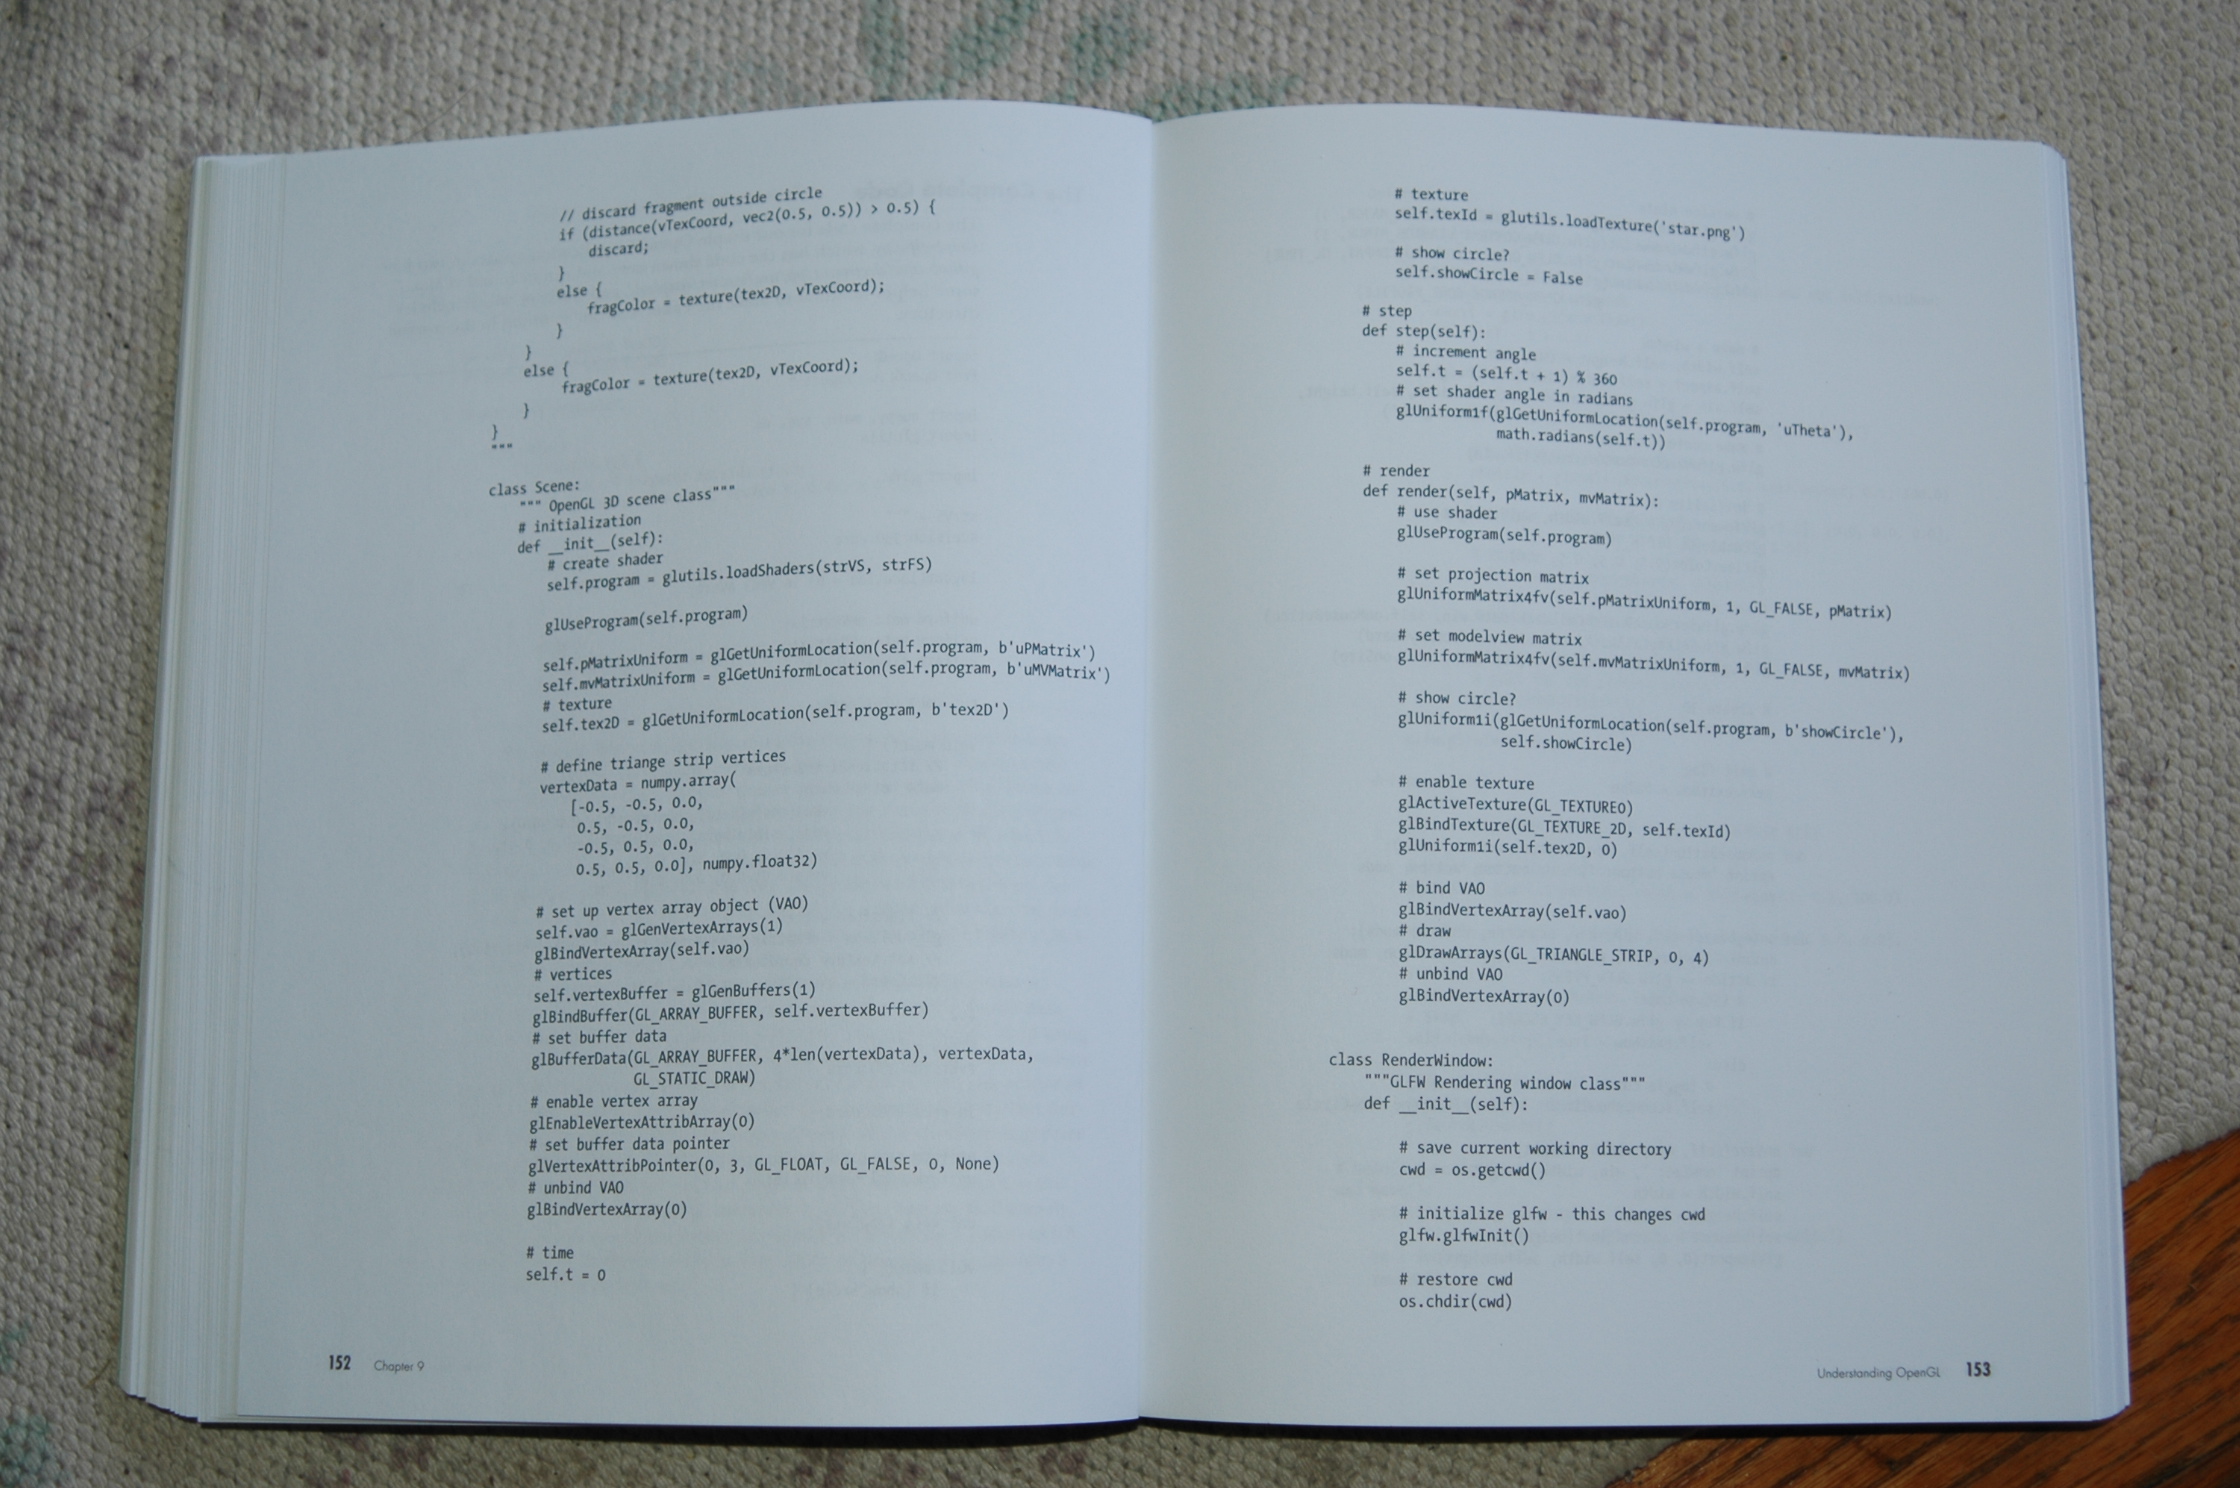 // discard fragment outside circle
if (distance(vTexCoord, vec2(0.5, 0.5)) > 0.5) {
discard;
}
else {
fragColor = texture(tex2D, vTexCoord);
}
}
else {
fragColor = texture(tex2D, vTexCoord);
}
}
"""
class Scene:
""" OpenGL 3D scene class"""
# initialization
def __init__(self):
# create shader
self.program = glutils.loadShaders(strVS, strFS)
glUseProgram(self.program)
self.pMatrixUniform = glGetUniformLocation(self.program, b'uPMatrix')
self.mvMatrixUniform = glGetUniformLocation(self.program, b'uMVMatrix')
# texture
self.tex2D = glGetUniformLocation(self.program, b'tex2D')
# define triange strip vertices
vertexData = numpy.array(
[-0.5, -0.5, 0.0,
0.5, -0.5, 0.0,
-0.5, 0.5, 0.0,
0.5, 0.5, 0.0], numpy.float32)
# set up vertex array object (VAO)
self.vao = glGenVertexArrays(1)
glBindVertexArray(self.vao)
# vertices
self.vertexBuffer = glGenBuffers(1)
glBindBuffer(GL_ARRAY_BUFFER, self.vertexBuffer)
# set buffer data
glBufferData(GL_ARRAY_BUFFER, 4*len(vertexData), vertexData,
GL_STATIC_DRAW)
# enable vertex array
glEnableVertexAttribArray(0)
# set buffer data pointer
glVertexAttribPointer(0, 3, GL_FLOAT, GL_FALSE, 0, None)
# unbind VAO
glBindVertexArray(0)
# time
self.t = 0
152 Chapter 9
# texture
self.texId = glutils.loadTexture('star.png')
# show circle?
self.showCircle = False
# step
def step(self):
# increment angle
self.t = (self.t + 1) % 360
# set shader angle in radians
glUniform1f(glGetUniformLocation(self.program, 'uTheta'),
math.radians(self.t))
# render
def render(self, pMatrix, mvMatrix):
# use shader
glUseProgram(self.program)
# set projection matrix
glUniformMatrix4fv(self.pMatrixUniform, 1, GL_FALSE, pMatrix)
# set modelview matrix
glUniformMatrix4fv(self.mvMatrixUniform, 1, GL_FALSE, mvMatrix)
# show circle?
glUniform1i(glGetUniformLocation(self.program, b'showCircle'),
self.showCircle)
# enable texture
glActiveTexture(GL_TEXTURE0)
glBindTexture(GL_TEXTURE_2D, self.texId)
glUniform1i(self.tex2D, 0)
# bind VAO
glBindVertexArray(self.vao)
# draw
glDrawArrays(GL_TRIANGLE_STRIP, 0, 4)
# unbind VAO
glBindVertexArray(0)
class RenderWindow:
"""GLFW Rendering window class"""
def __init__(self):
# save current working directory
cwd = os.getcwd()
# initialize glfw - this changes cwd
glfw.glfwInit()
# restore cwd
os.chdir(cwd)
Understanding OpenGL 153